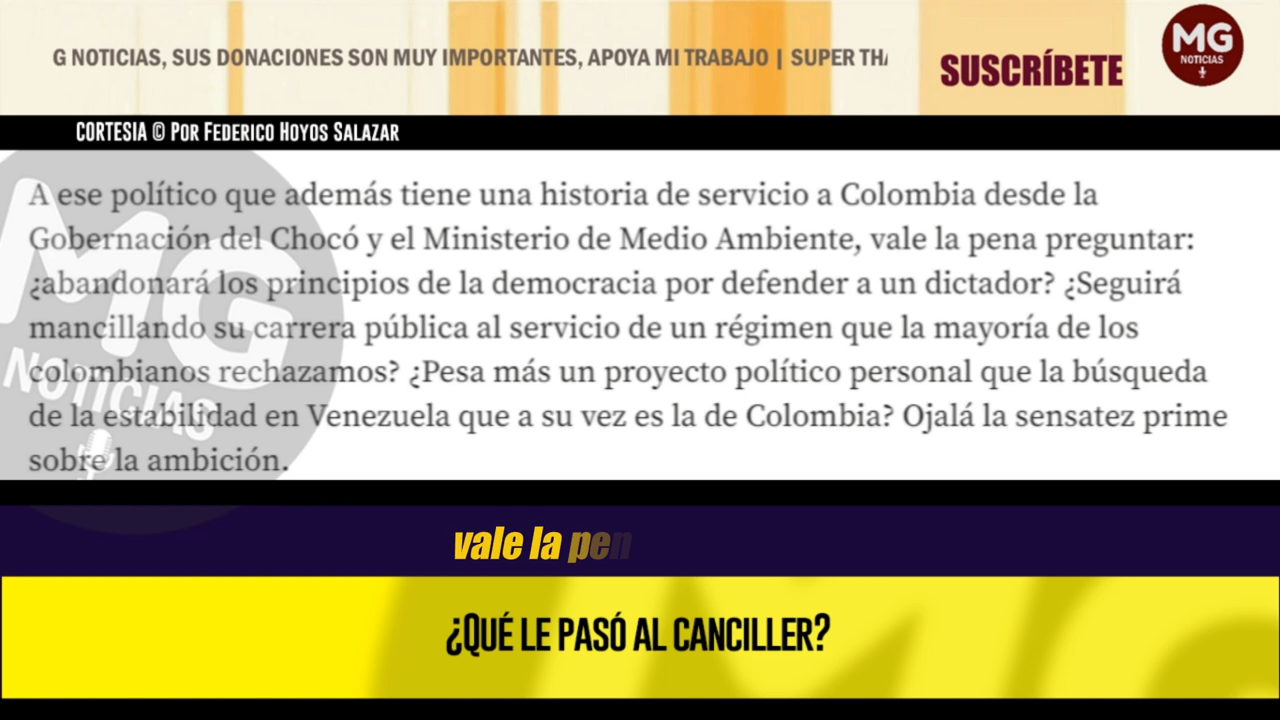 G NOTICIAS, SUS DONACIONES SON MUY IMPORTANTES, APOYA MI TRABAJO | SUPER THA
SUSCRÍBETE
MG
NOTICIAS
CORTESIA © POR FEDERICO HOYOS SALAZAR
A ese político que además tiene una historia de servicio a Colombia desde la
Gobernación del Chocó y el Ministerio de Medio Ambiente, vale la pena preguntar:
¿abandonará los principios de la democracia por defender a un dictador? ¿Seguirá
mancillando su carrera pública al servicio de un régimen que la mayoría de los
colombianos rechazamos? ¿Pesa más un proyecto político personal que la búsqueda
de la estabilidad en Venezuela que a su vez es la de Colombia? Ojalá la sensatez prime
sobre la ambición.
MG
NOTICIAS
vale la pen
¿QUÉ LE PASÓ AL CANCILLER?